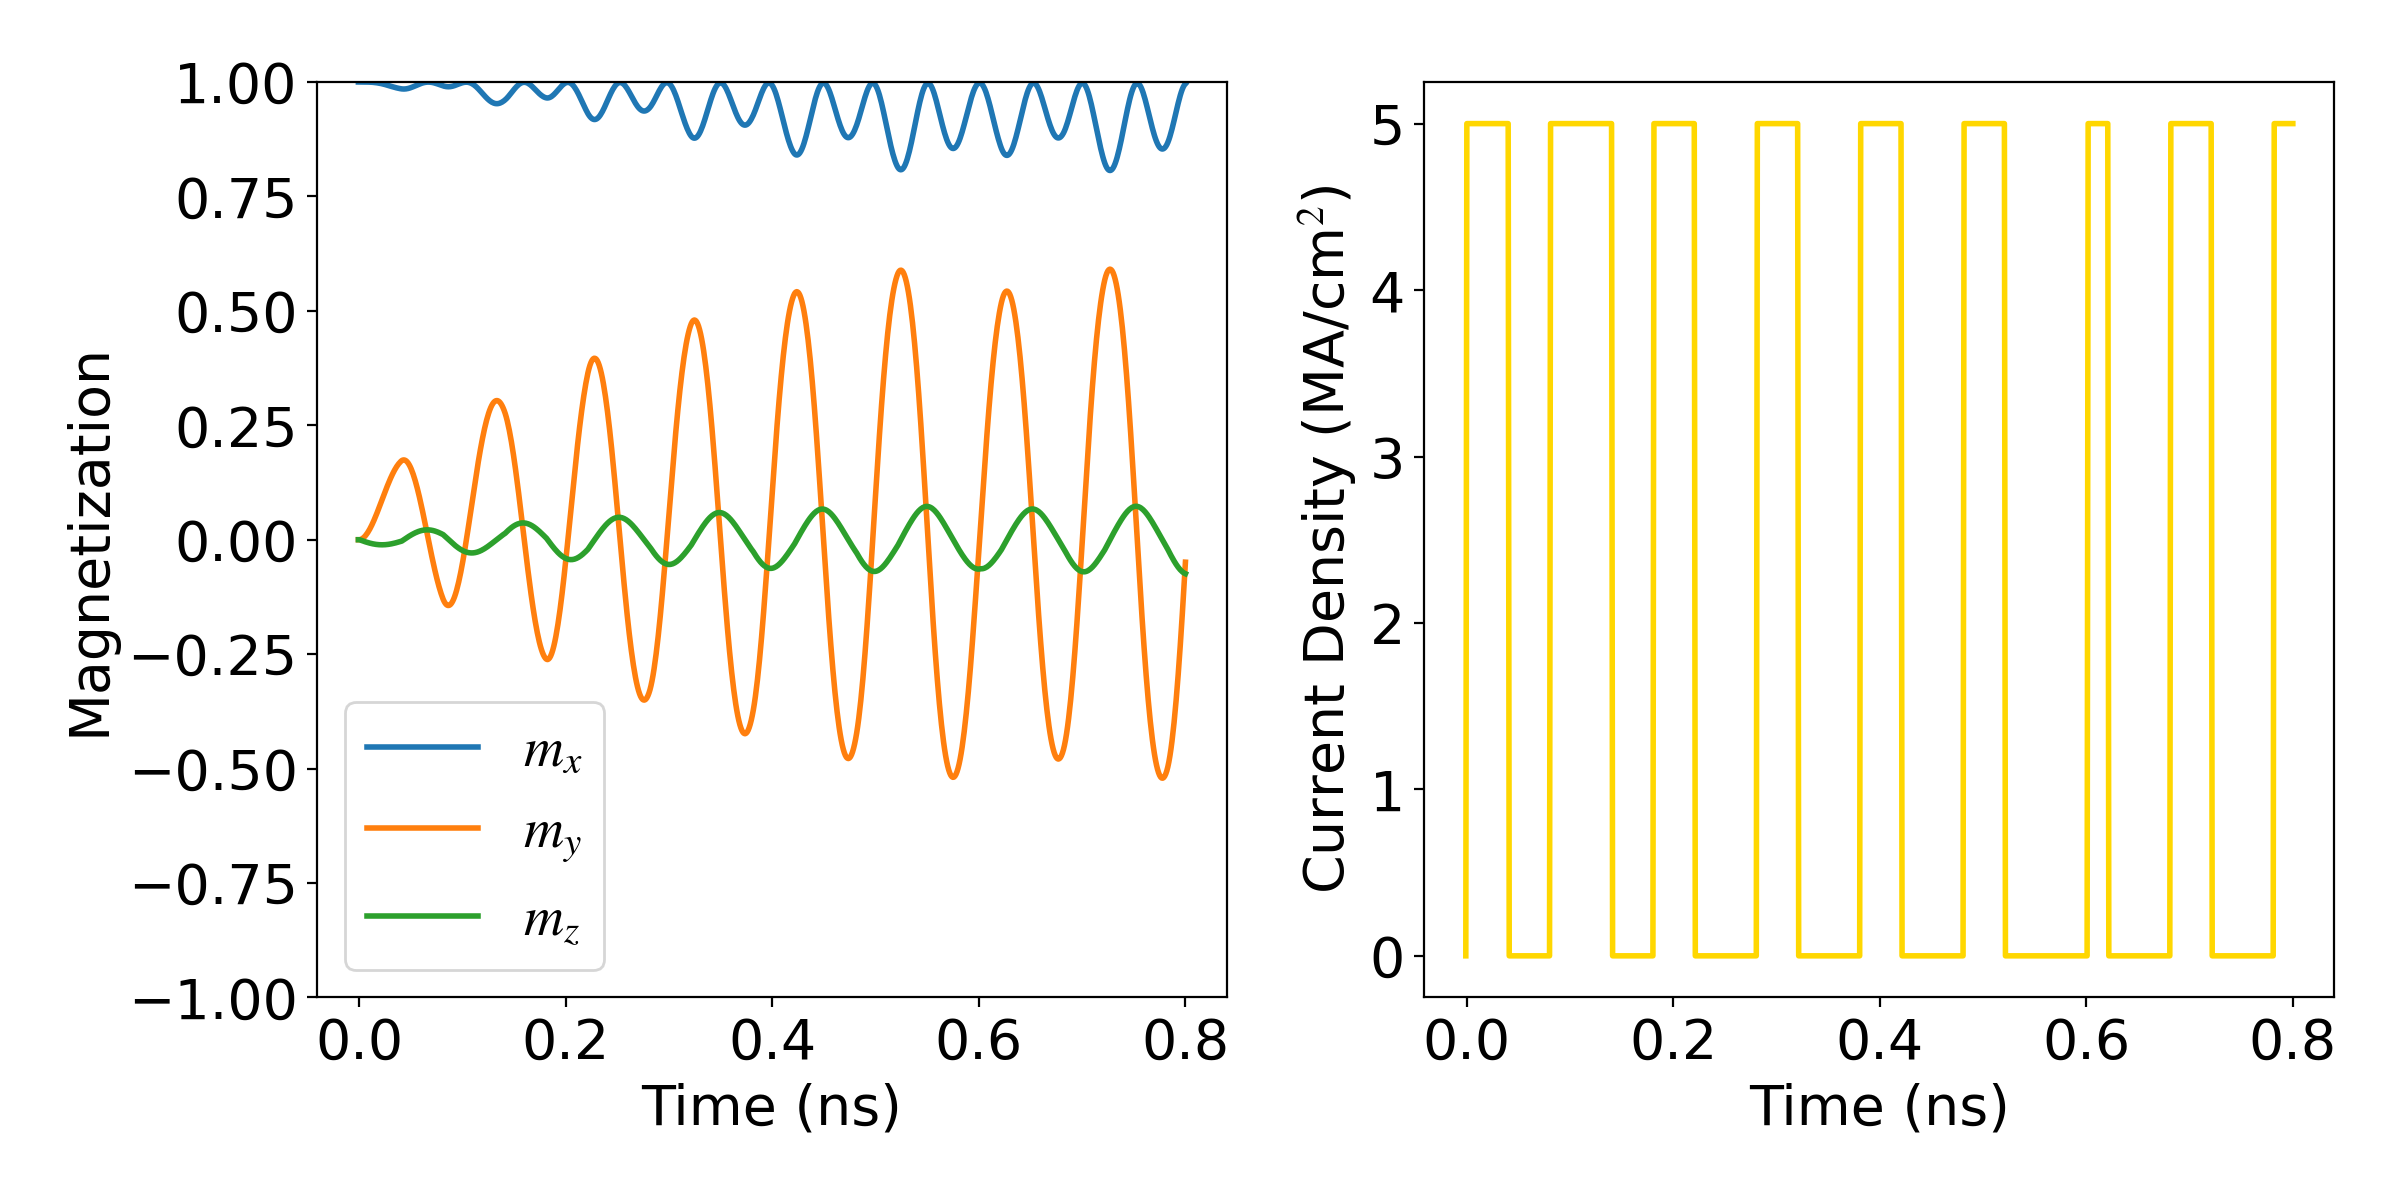 1.00
0.75
0.50
0.25
0.00
−0.25
−0.50
−0.75
−1.00
Magnetization
m_x
m_y
m_z
0.0 0.2 0.4 0.6 0.8
Time (ns)
5
4
3
2
1
0
Current Density (MA/cm²)
0.0 0.2 0.4 0.6 0.8
Time (ns)